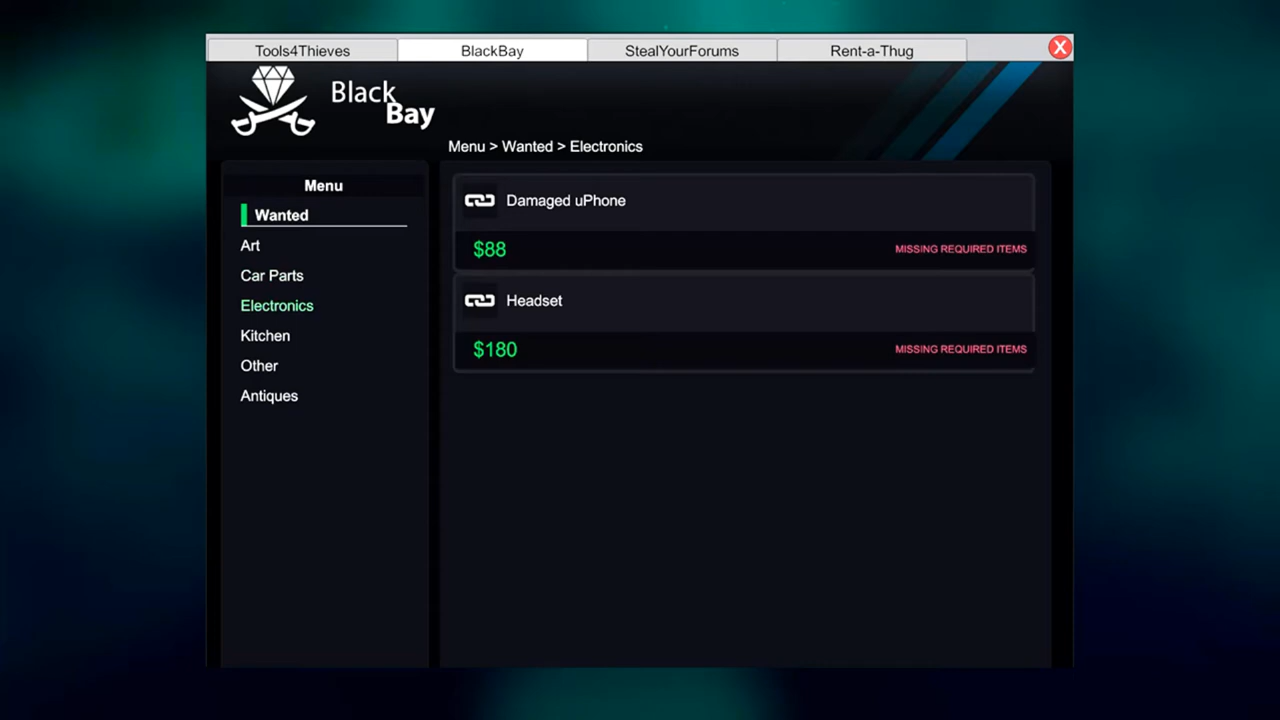 Tools4Thieves
BlackBay
StealYourForums
Rent-a-Thug
X
Black
Bay
Menu > Wanted > Electronics
Menu
Wanted
Art
Car Parts
Electronics
Kitchen
Other
Antiques
Damaged uPhone
$88
MISSING REQUIRED ITEMS
Headset
$180
MISSING REQUIRED ITEMS